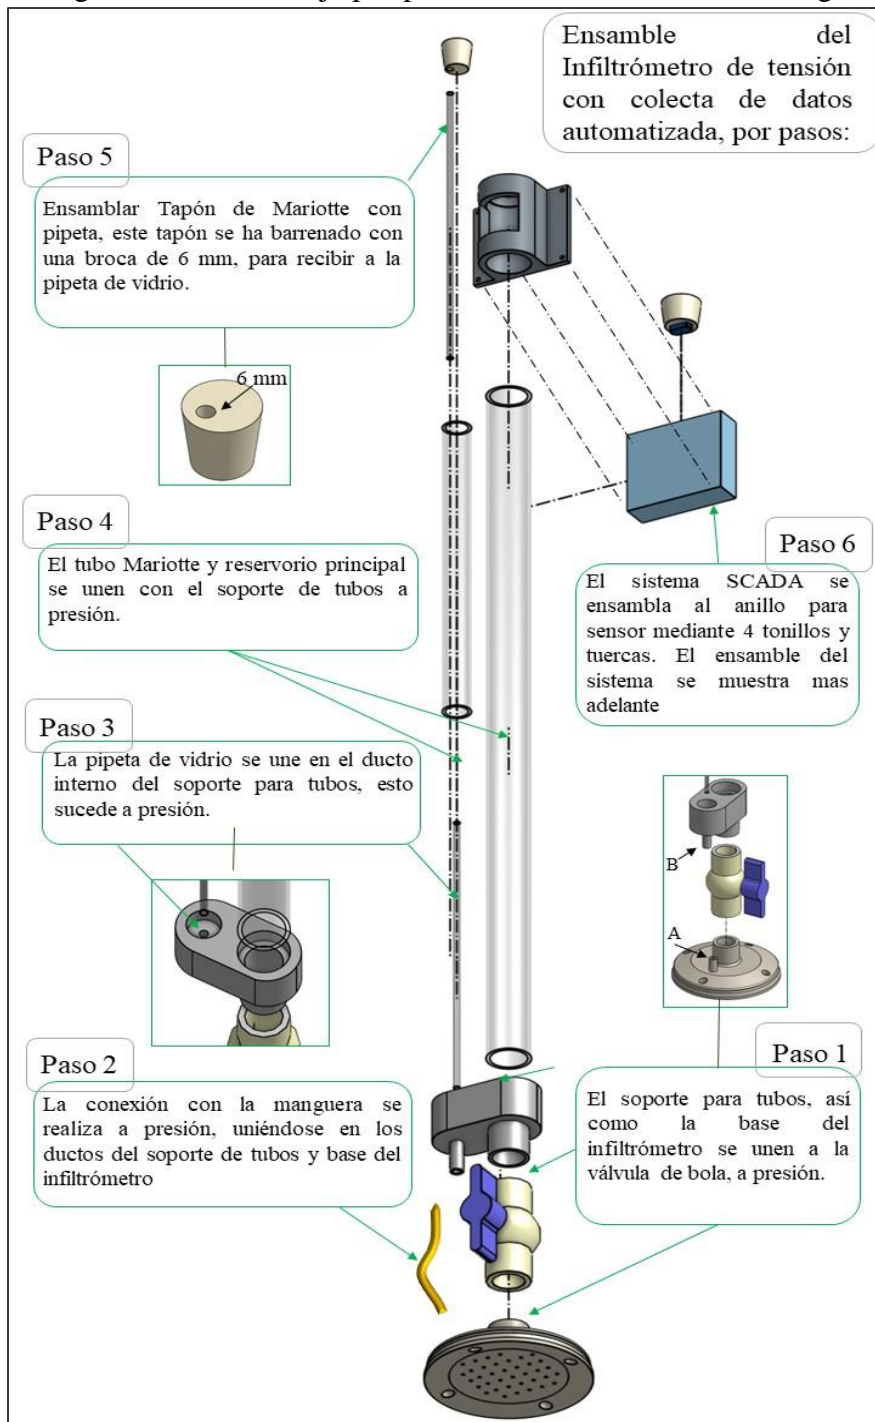 Ensamble del
Infiltrómetro de tensión
con colecta de datos
automatizada, por pasos:
Paso 5
Ensamblar Tapón de Mariotte con
pipeta, este tapón se ha barrenado con
una broca de 6 mm, para recibir a la
pipeta de vidrio.
6 mm
Paso 4
El tubo Mariotte y reservorio principal
se unen con el soporte de tubos a
presión.
Paso 6
El sistema SCADA se
ensambla al anillo para
sensor mediante 4 tonillos y
tuercas. El ensamble del
sistema se muestra mas
adelante
Paso 3
La pipeta de vidrio se une en el ducto
interno del soporte para tubos, esto
sucede a presión.
B
A
Paso 2
La conexión con la manguera se
realiza a presión, uniéndose en los
ductos del soporte de tubos y base del
infiltrómetro
Paso 1
El soporte para tubos, así
como la base del
infiltrómetro se unen a la
válvula de bola, a presión.